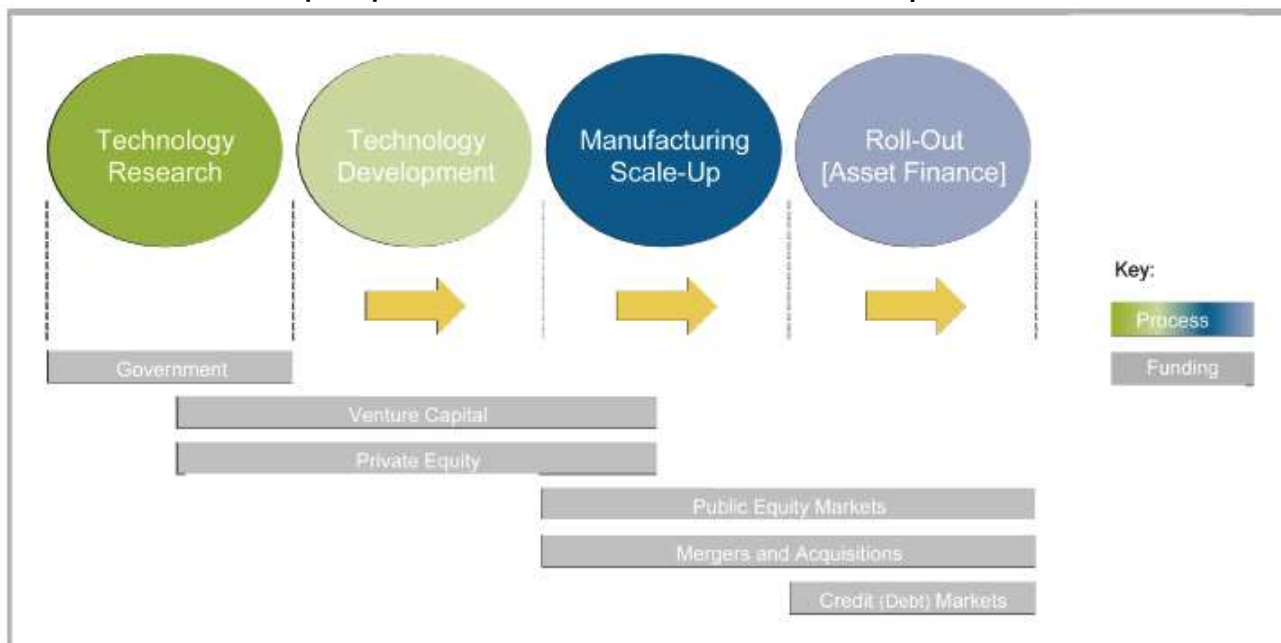 Technology
Research
Technology
Development
Manufacturing
Scale-Up
Roll-Out
[Asset Finance]
Key:
Process
Funding
Government
Venture Capital
Private Equity
Public Equity Markets
Mergers and Acquisitions
Credit (Debt) Markets